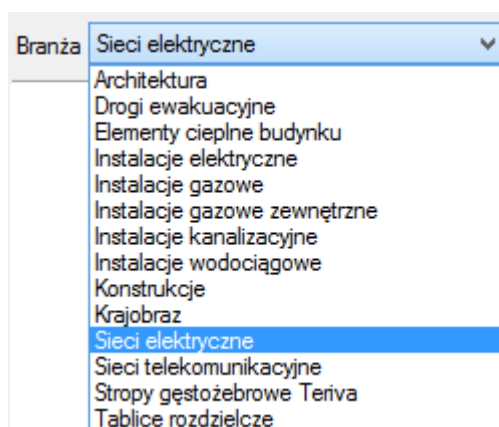 Branża Sieci elektryczne
Architektura
Drogi ewakuacyjne
Elementy cieplne budynku
Instalacje elektryczne
Instalacje gazowe
Instalacje gazowe zewnętrzne
Instalacje kanalizacyjne
Instalacje wodociągowe
Konstrukcje
Krajobraz
Sieci elektryczne
Sieci telekomunikacyjne
Stropy gęstożebrowe Teriva
Tablice rozdzielcze